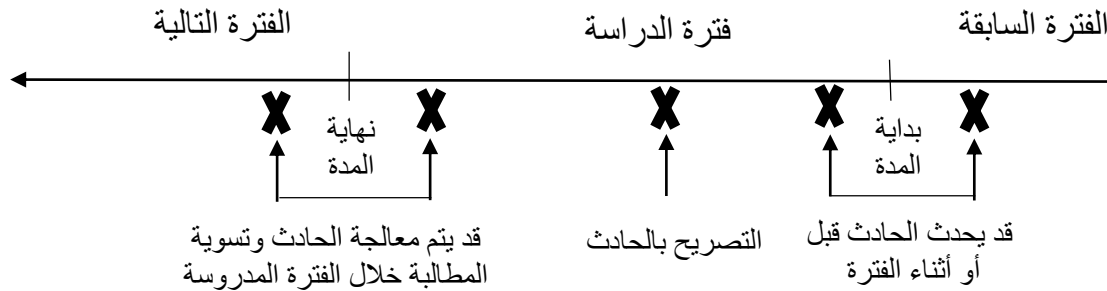 الفترة السابقة
فترة الدراسة
الفترة التالية
بداية
المدة
نهاية
المدة
قد يحدث الحادث قبل
أو أثناء الفترة
التصريح بالحادث
قد يتم معالجة الحادث وتسوية
المطالبة خلال الفترة المدروسة